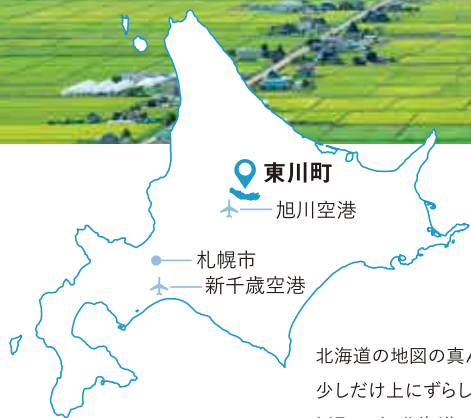 東川町
旭川空港
札幌市
新千歳空港
北海道の地図の真ん
少しだけ上にずらし